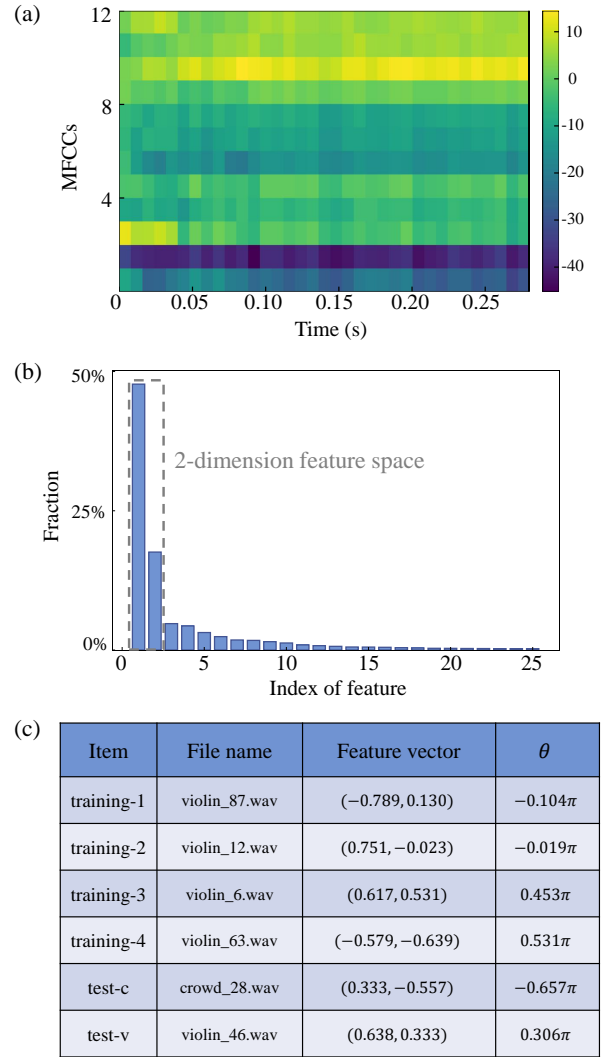 (a)
12
8
4
MFCCs
0
0.05
0.10
0.15
0.20
0.25
Time (s)
10
0
-10
-20
-30
-40
(b)
50%
25%
0%
Fraction
2-dimension feature space
0
5
10
15
20
25
Index of feature
(c)
Item File name Feature vector θ
training-1 violin_87.wav (−0.789, 0.130) −0.104π
training-2 violin_12.wav (0.751, −0.023) −0.019π
training-3 violin_6.wav (0.617, 0.531) 0.453π
training-4 violin_63.wav (−0.579, −0.639) 0.531π
test-c crowd_28.wav (0.333, −0.557) −0.657π
test-v violin_46.wav (0.638, 0.333) 0.306π